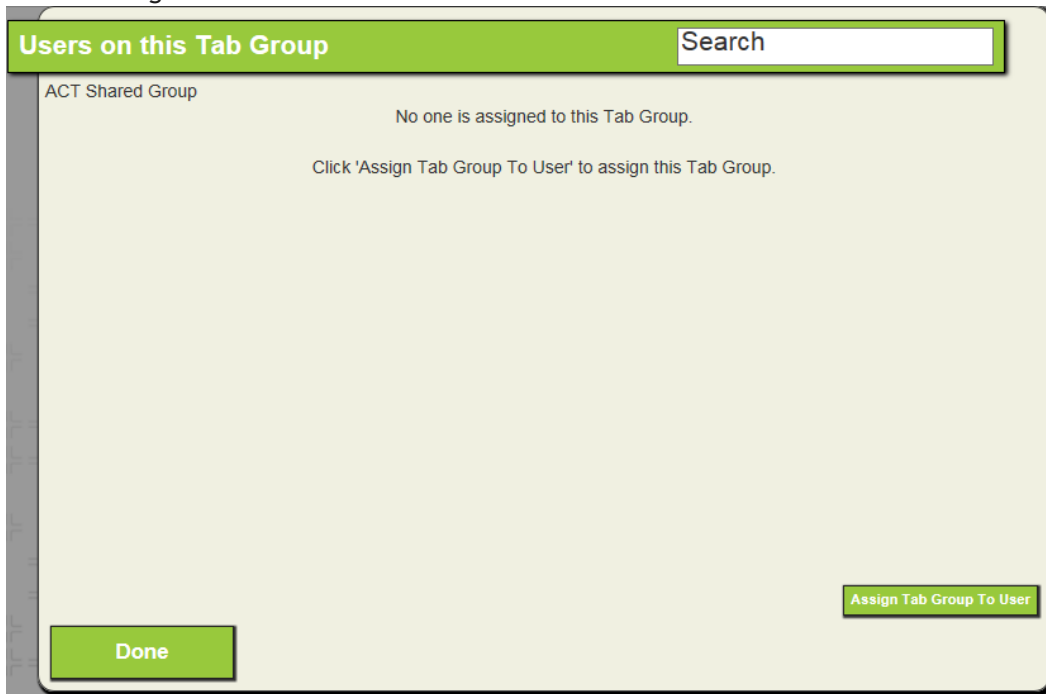 Users on this Tab Group
Search
ACT Shared Group
No one is assigned to this Tab Group.
Click 'Assign Tab Group To User' to assign this Tab Group.
Assign Tab Group To User
Done